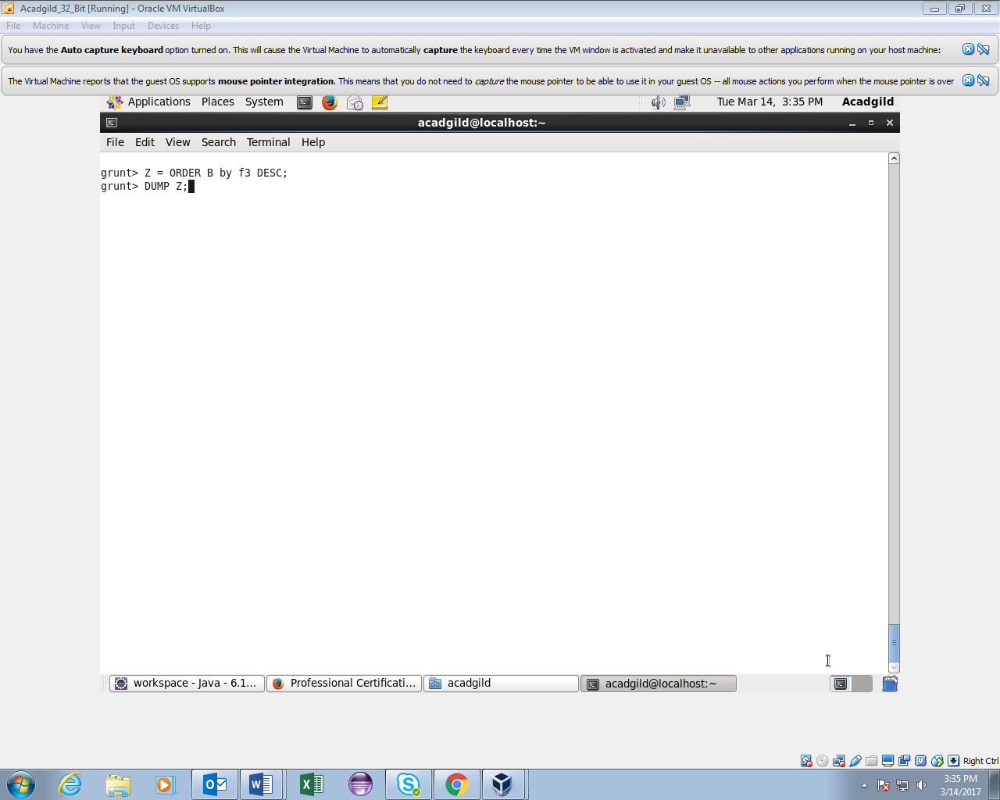 Acadgild_32_Bit [Running] - Oracle VM VirtualBox
File Machine View Input Devices Help
You have the Auto capture keyboard option turned on. This will cause the Virtual Machine to automatically capture the keyboard every time the VM window is activated and make it unavailable to other applications running on your host machine:
The Virtual Machine reports that the guest OS supports mouse pointer integration. This means that you do not need to capture the mouse pointer to be able to use it in your guest OS -- all mouse actions you perform when the mouse pointer is over
Applications Places System Tue Mar 14, 3:35 PM Acadgild
acadgild@localhost:~
File Edit View Search Terminal Help
grunt> Z = ORDER B by f3 DESC;
grunt> DUMP Z;
workspace - Java - 6.1... Professional Certificati... acadgild acadgild@localhost:~
Right Ctrl
3:35 PM
3/14/2017